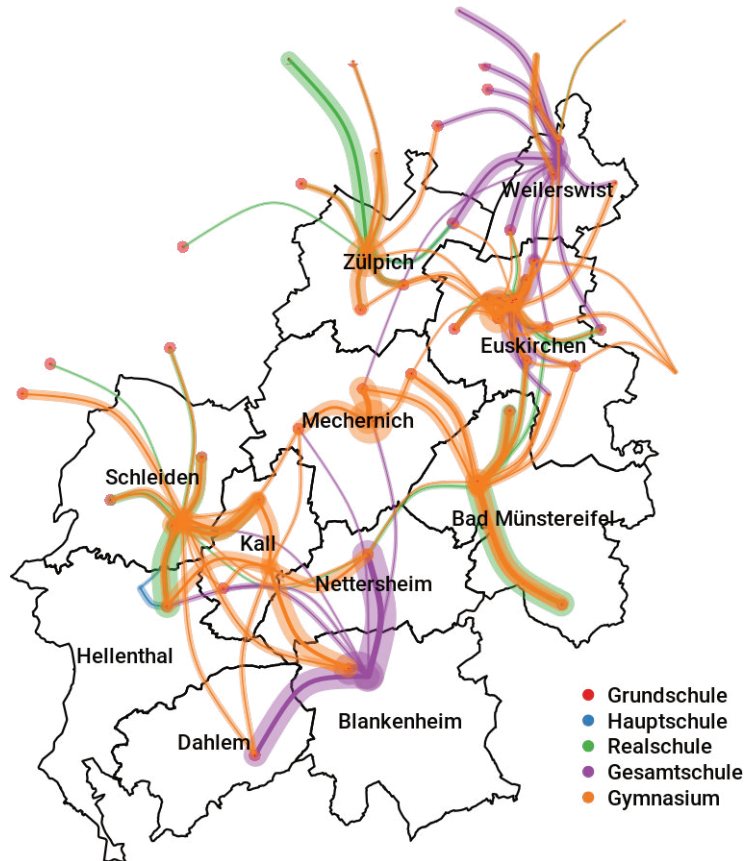 Weilerswist
Zülpich
Euskirchen
Mechernich
Schleiden
Bad Münstereifel
Kall
Nettersheim
Hellenthal
Blankenheim
Dahlem
Grundschule
Hauptschule
Realschule
Gesamtschule
Gymnasium